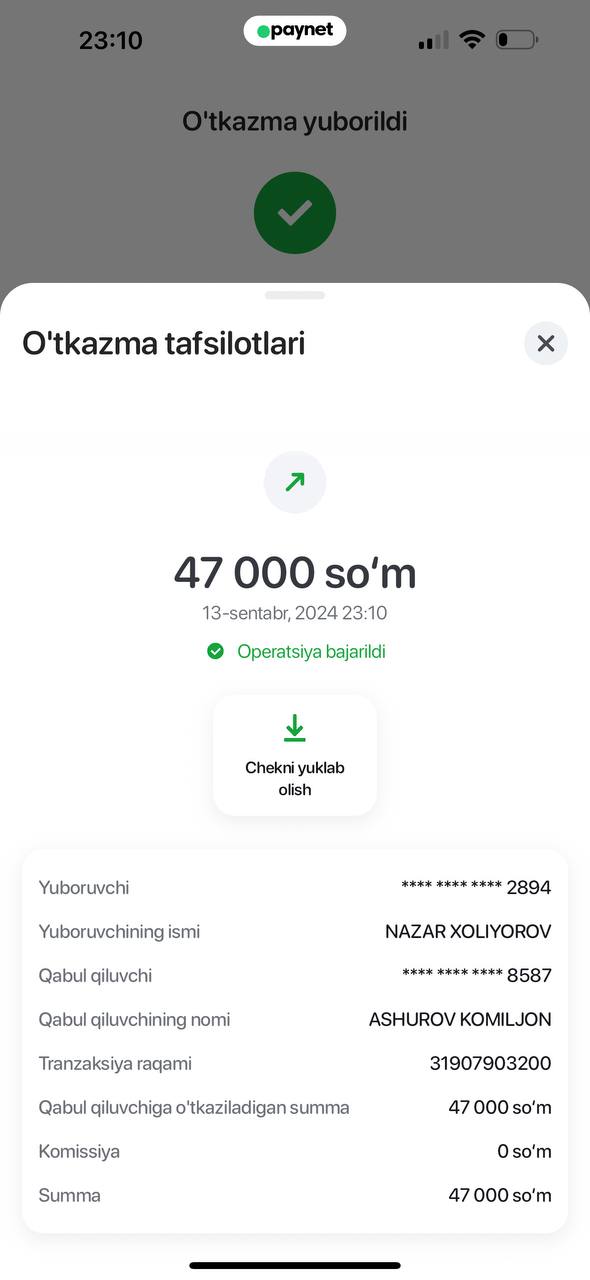 23:10
paynet
O'tkazma yuborildi
O'tkazma tafsilotlari
47 000 so‘m
13-sentabr, 2024 23:10
Operatsiya bajarildi
Chekni yuklab
olish
Yuboruvchi **** **** **** 2894
Yuboruvchining ismi NAZAR XOLIYOROV
Qabul qiluvchi **** **** **** 8587
Qabul qiluvchining nomi ASHUROV KOMILJON
Tranzaksiya raqami 31907903200
Qabul qiluvchiga o'tkaziladigan summa 47 000 so‘m
Komissiya 0 so‘m
Summa 47 000 so‘m